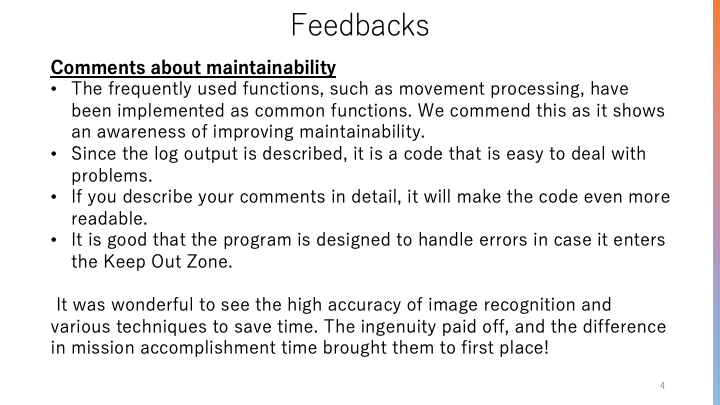 Feedbacks
Comments about maintainability
• The frequently used functions, such as movement processing, have
been implemented as common functions. We commend this as it shows
an awareness of improving maintainability.
• Since the log output is described, it is a code that is easy to deal with
problems.
• If you describe your comments in detail, it will make the code even more
readable.
• It is good that the program is designed to handle errors in case it enters
the Keep Out Zone.
It was wonderful to see the high accuracy of image recognition and
various techniques to save time. The ingenuity paid off, and the difference
in mission accomplishment time brought them to first place!
4